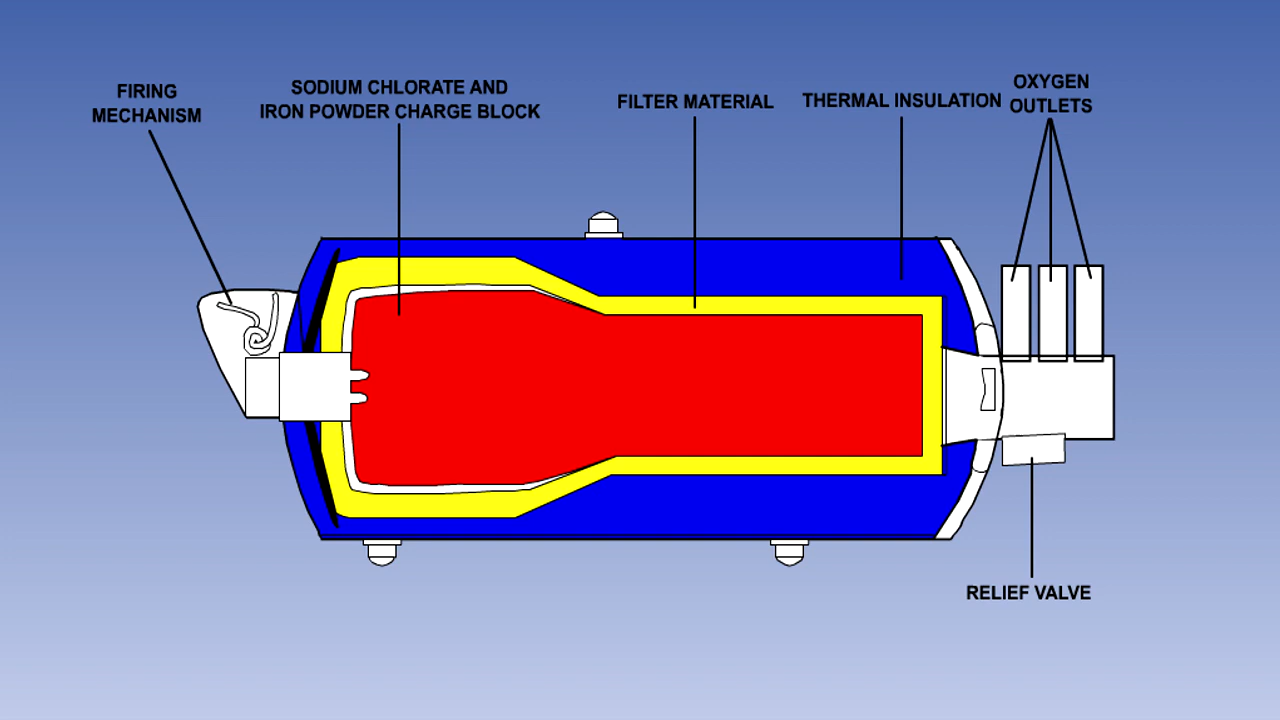 FIRING
MECHANISM
SODIUM CHLORATE AND
IRON POWDER CHARGE BLOCK
FILTER MATERIAL
THERMAL INSULATION
OXYGEN
OUTLETS
RELIEF VALVE